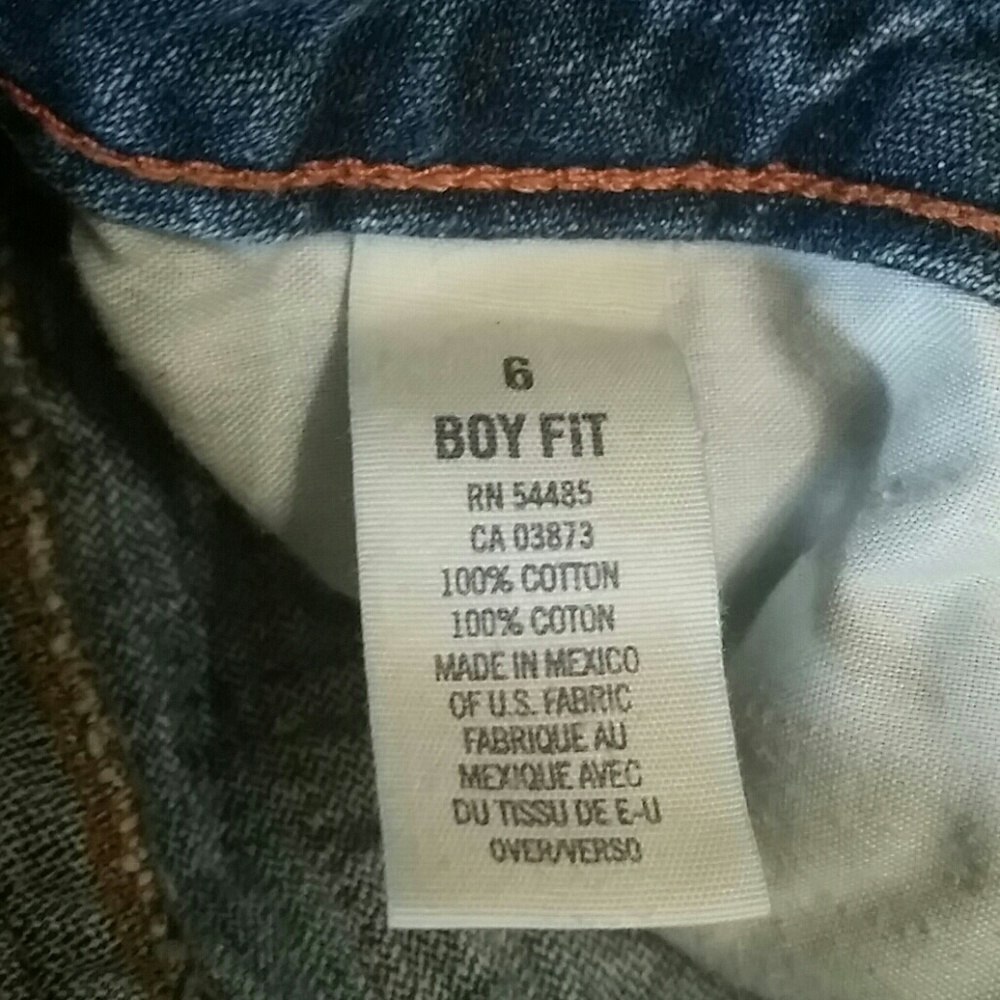 6
BOY FIT
RN 54485
CA 03873
100% COTTON
100% COTON
MADE IN MEXICO
OF U.S. FABRIC
FABRIQUE AU
MEXIQUE AVEC
DU TISSU DE E-U
OVER/VERSO